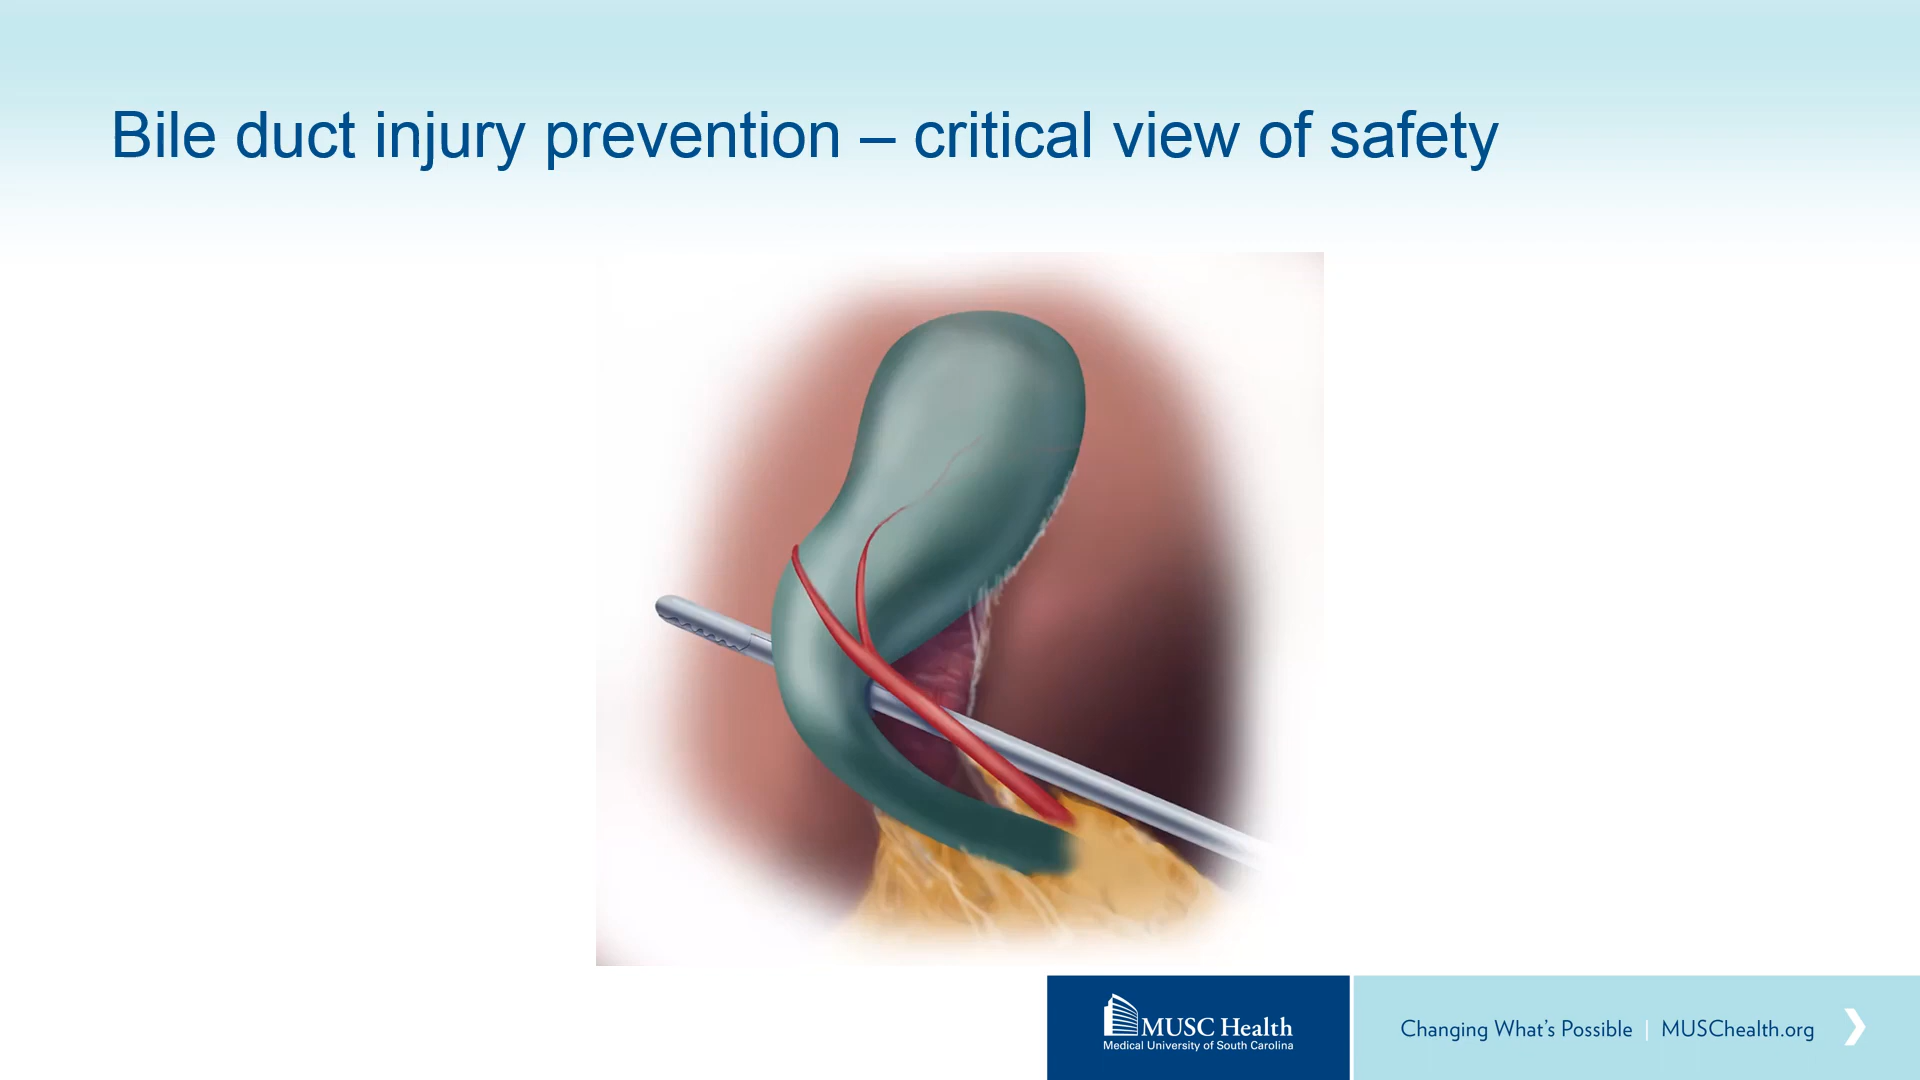 Bile duct injury prevention – critical view of safety
MUSC Health
Medical University of South Carolina
Changing What's Possible | MUSChealth.org